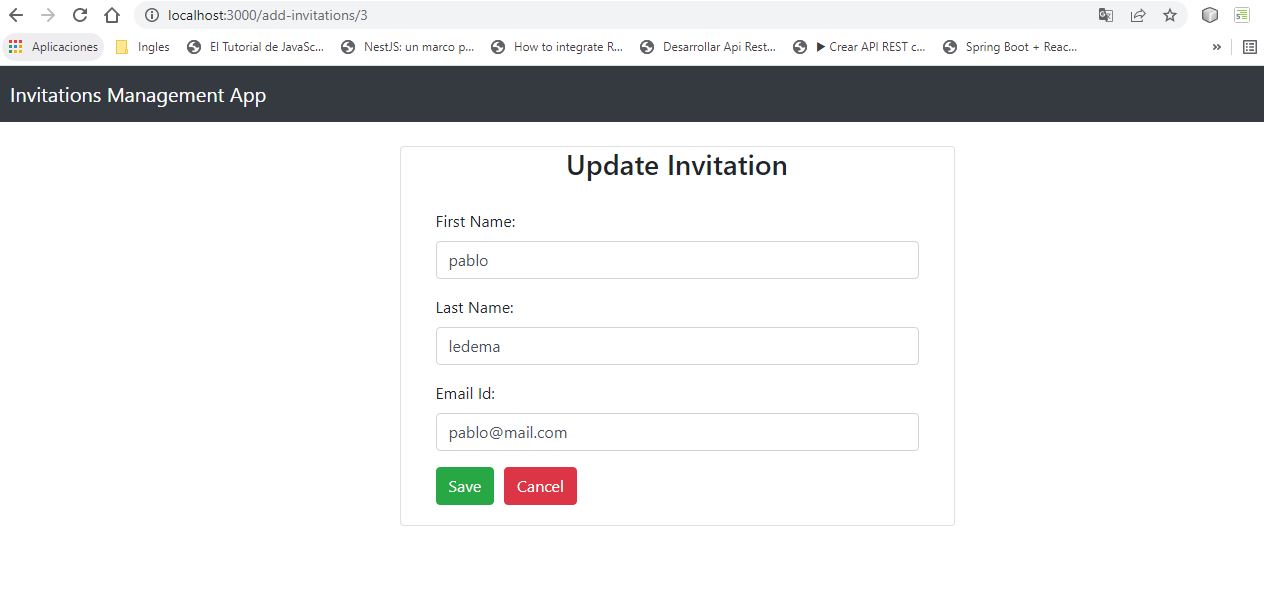 localhost:3000/add-invitations/3
Aplicaciones Ingles El Tutorial de JavaSc... NestJS: un marco p... How to integrate R... Desarrollar Api Rest... ▶ Crear API REST c... Spring Boot + Reac... »
Invitations Management App
Update Invitation
First Name:
pablo
Last Name:
ledema
Email Id:
pablo@mail.com
Save Cancel